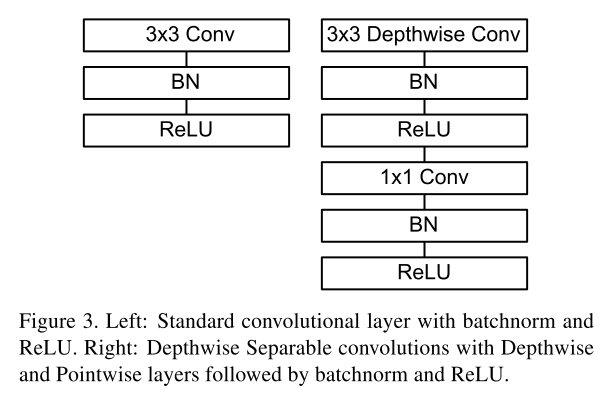 3x3 Conv
BN
ReLU
3x3 Depthwise Conv
BN
ReLU
1x1 Conv
BN
ReLU
Figure 3. Left: Standard convolutional layer with batchnorm and
ReLU. Right: Depthwise Separable convolutions with Depthwise
and Pointwise layers followed by batchnorm and ReLU.